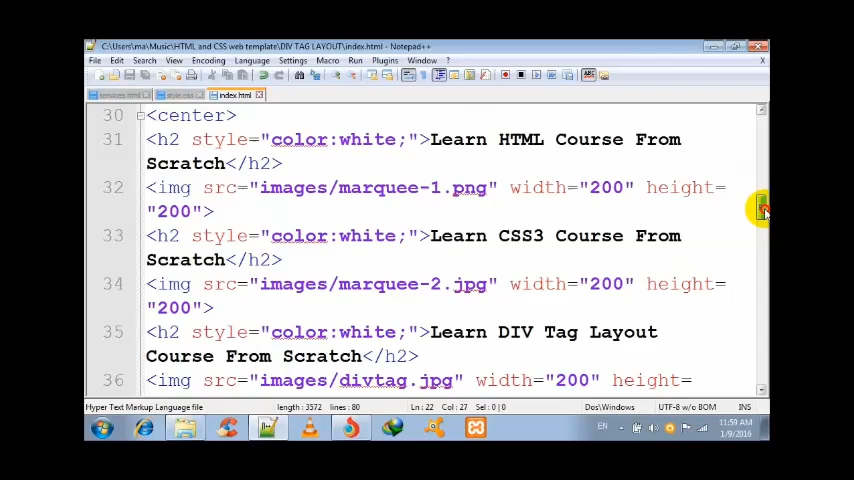 C:\Users\ma\Music\HTML and CSS web template\DIV TAG LAYOUT\index.html - Notepad++
File Edit Search View Encoding Language Settings Macro Run Plugins Window ? X
services.html style.css index.html
30 <center>
31 <h2 style="color:white;">Learn HTML Course From
Scratch</h2>
32 <img src="images/marquee-1.png" width="200" height=
"200">
33 <h2 style="color:white;">Learn CSS3 Course From
Scratch</h2>
34 <img src="images/marquee-2.jpg" width="200" height=
"200">
35 <h2 style="color:white;">Learn DIV Tag Layout
Course From Scratch</h2>
36 <img src="images/divtag.jpg" width="200" height=
Hyper Text Markup Language file length : 3572 lines : 80 Ln : 22 Col : 27 Sel : 0 | 0 Dos\Windows UTF-8 w/o BOM INS
EN 11:59 AM
1/9/2016